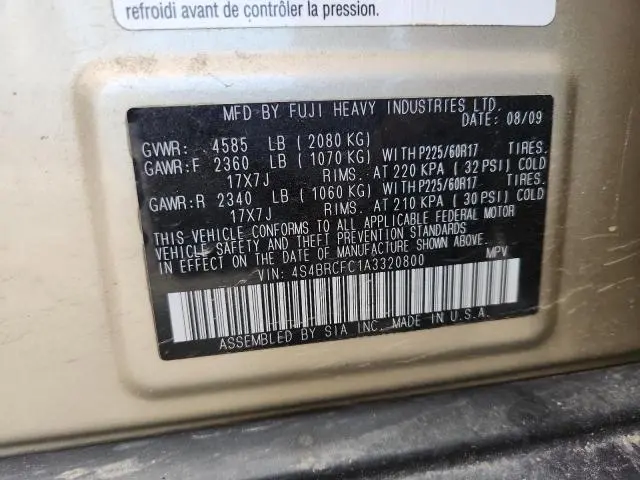 refroidi avant de contrôler la pression.
MFD BY FUJI HEAVY INDUSTRIES LTD.
DATE: 08/09
GVWR: 4585 LB ( 2080 KG)
GAWR:F 2360 LB ( 1070 KG) WITH P225/60R17 TIRES.
17X7J RIMS. AT 220 KPA ( 32 PSI) COLD
GAWR:R 2340 LB ( 1060 KG) WITH P225/60R17 TIRES.
17X7J RIMS. AT 210 KPA ( 30 PSI) COLD
THIS VEHICLE CONFORMS TO ALL APPLICABLE FEDERAL MOTOR
VEHICLE SAFETY AND THEFT PREVENTION STANDARDS
IN EFFECT ON THE DATE OF MANUFACTURE SHOWN ABOVE.
VIN: 4S4BRCFC1A3320800 MPV
ASSEMBLED BY SIA INC. MADE IN U.S.A.